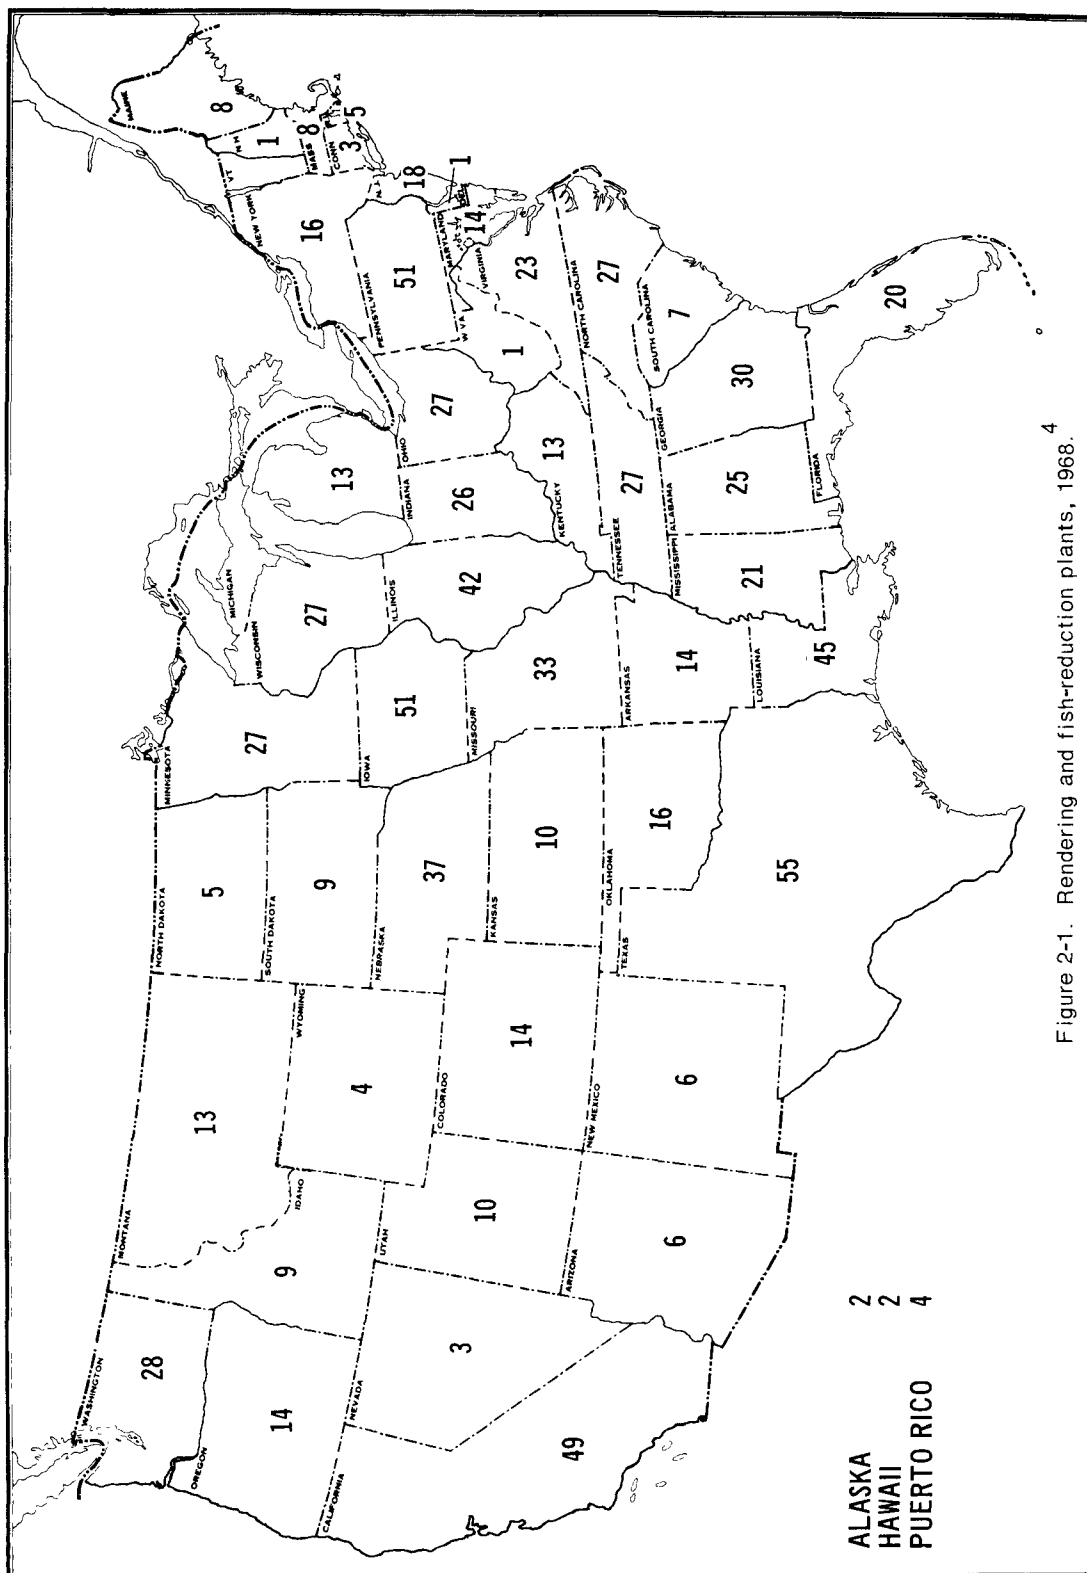 WASHINGTON
28
OREGON
14
CALIFORNIA
49
NEVADA
3
IDAHO
9
MONTANA
13
WYOMING
4
UTAH
10
COLORADO
14
ARIZONA
6
NEW MEXICO
6
NORTH DAKOTA
5
SOUTH DAKOTA
9
NEBRASKA
37
KANSAS
10
OKLAHOMA
16
TEXAS
55
MINNESOTA
27
IOWA
51
MISSOURI
33
ARKANSAS
14
LOUISIANA
45
WISCONSIN
27
ILLINOIS
42
MICHIGAN
13
INDIANA
26
OHIO
27
KENTUCKY
13
TENNESSEE
27
MISSISSIPPI
21
ALABAMA
25
GEORGIA
30
FLORIDA
20
SOUTH CAROLINA
7
NORTH CAROLINA
27
VIRGINIA
23
W VA
1
MARYLAND
14
DEL
1
PENNSYLVANIA
51
N J
18
NEW YORK
16
CONN
3
R I
5
MASS
8
VT
N H
1
MAINE
8
ALASKA 2
HAWAII 2
PUERTO RICO 4
Figure 2-1. Rendering and fish-reduction plants, 1968.4